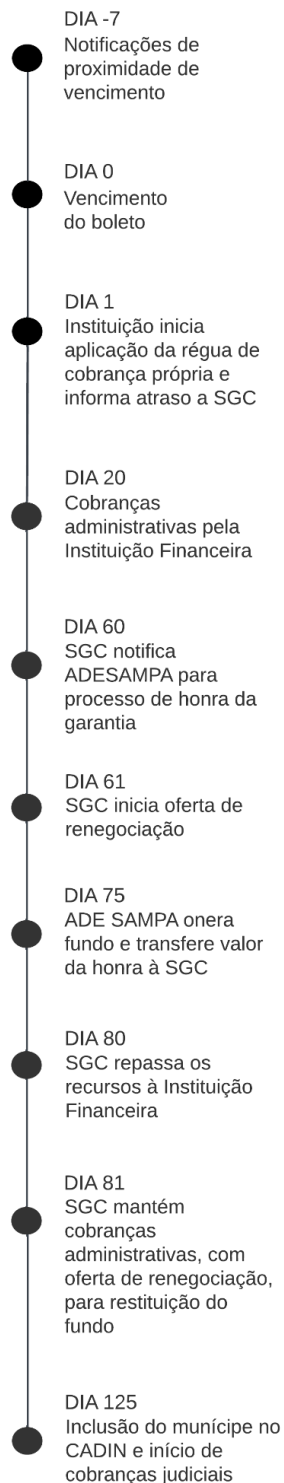 DIA -7
Notificações de
proximidade de
vencimento
DIA 0
Vencimento
do boleto
DIA 1
Instituição inicia
aplicação da régua de
cobrança própria e
informa atraso a SGC
DIA 20
Cobranças
administrativas pela
Instituição Financeira
DIA 60
SGC notifica
ADESAMPA para
processo de honra da
garantia
DIA 61
SGC inicia oferta de
renegociação
DIA 75
ADE SAMPA onera
fundo e transfere valor
da honra à SGC
DIA 80
SGC repassa os
recursos à Instituição
Financeira
DIA 81
SGC mantém
cobranças
administrativas, com
oferta de renegociação,
para restituição do
fundo
DIA 125
Inclusão do munícipe no
CADIN e início de
cobranças judiciais